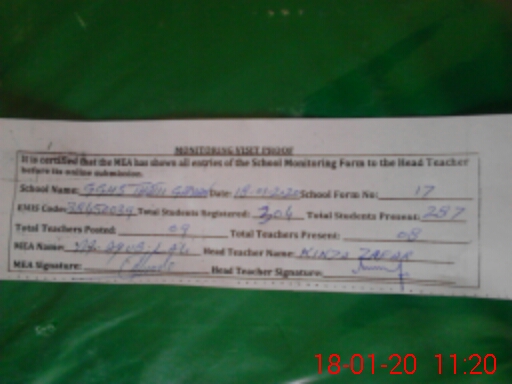 MONITORING VISIT PROOF
It is certified that the MEA has shown all entries of the School Monitoring Form to the Head Teacher
before the online submission.
School Name: GGHS Date: School Form No: 17
EMIS Code: Total Students Registered: 304 Total Students Present: 287
Total Teachers Posted: 09 Total Teachers Present: 08
MEA Name: Head Teacher Name: KINZA ZAFAR
MEA Signature: Head Teacher Signature:
18-01-20 11:20